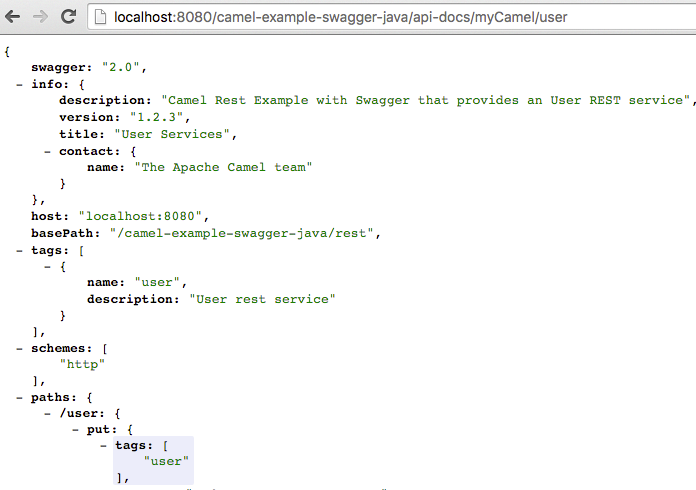 localhost:8080/camel-example-swagger-java/api-docs/myCamel/user
{
swagger: "2.0",
- info: {
description: "Camel Rest Example with Swagger that provides an User REST service",
version: "1.2.3",
title: "User Services",
- contact: {
name: "The Apache Camel team"
}
},
host: "localhost:8080",
basePath: "/camel-example-swagger-java/rest",
- tags: [
- {
name: "user",
description: "User rest service"
}
],
- schemes: [
"http"
],
- paths: {
- /user: {
- put: {
- tags: [
"user"
],